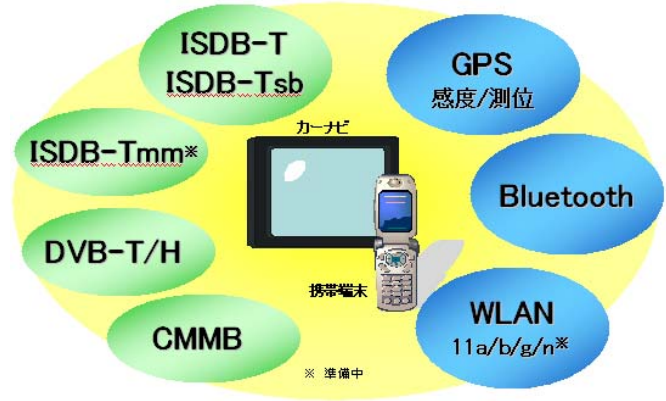 ISDB-T
ISDB-Tsb
GPS
感度/測位
カーナビ
ISDB-Tmm※
Bluetooth
DVB-T/H
携帯端末
WLAN
11a/b/g/n※
CMMB
※ 準備中